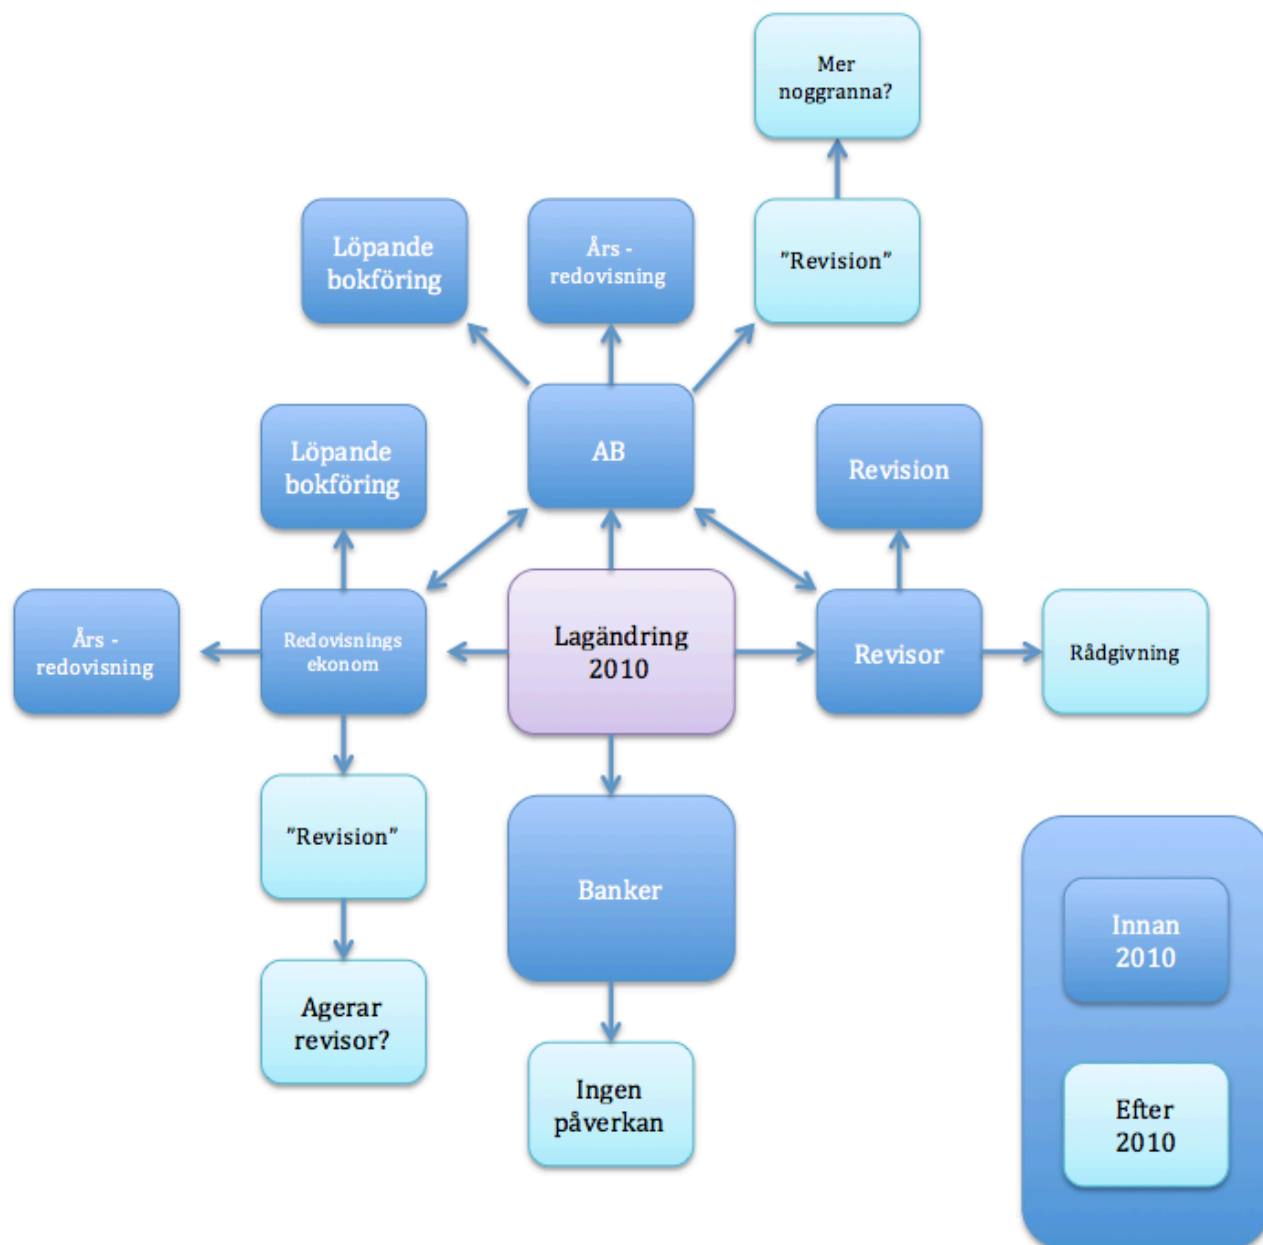 Mer
noggranna?
Löpande
bokföring
Års -
redovisning
"Revision"
AB
Löpande
bokföring
Revision
Års -
redovisning
Redovisnings
ekonom
Lagändring
2010
Revisor
Rådgivning
"Revision"
Banker
Innan
2010
Agerar
revisor?
Ingen
påverkan
Efter
2010